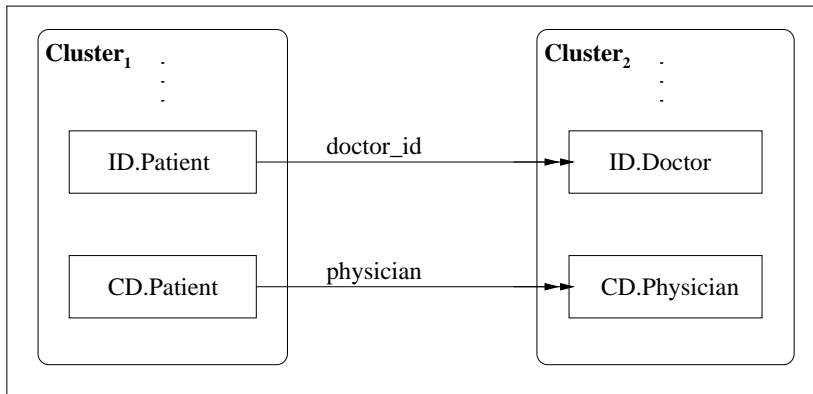 Cluster1
Cluster2
ID.Patient
doctor_id
ID.Doctor
CD.Patient
physician
CD.Physician